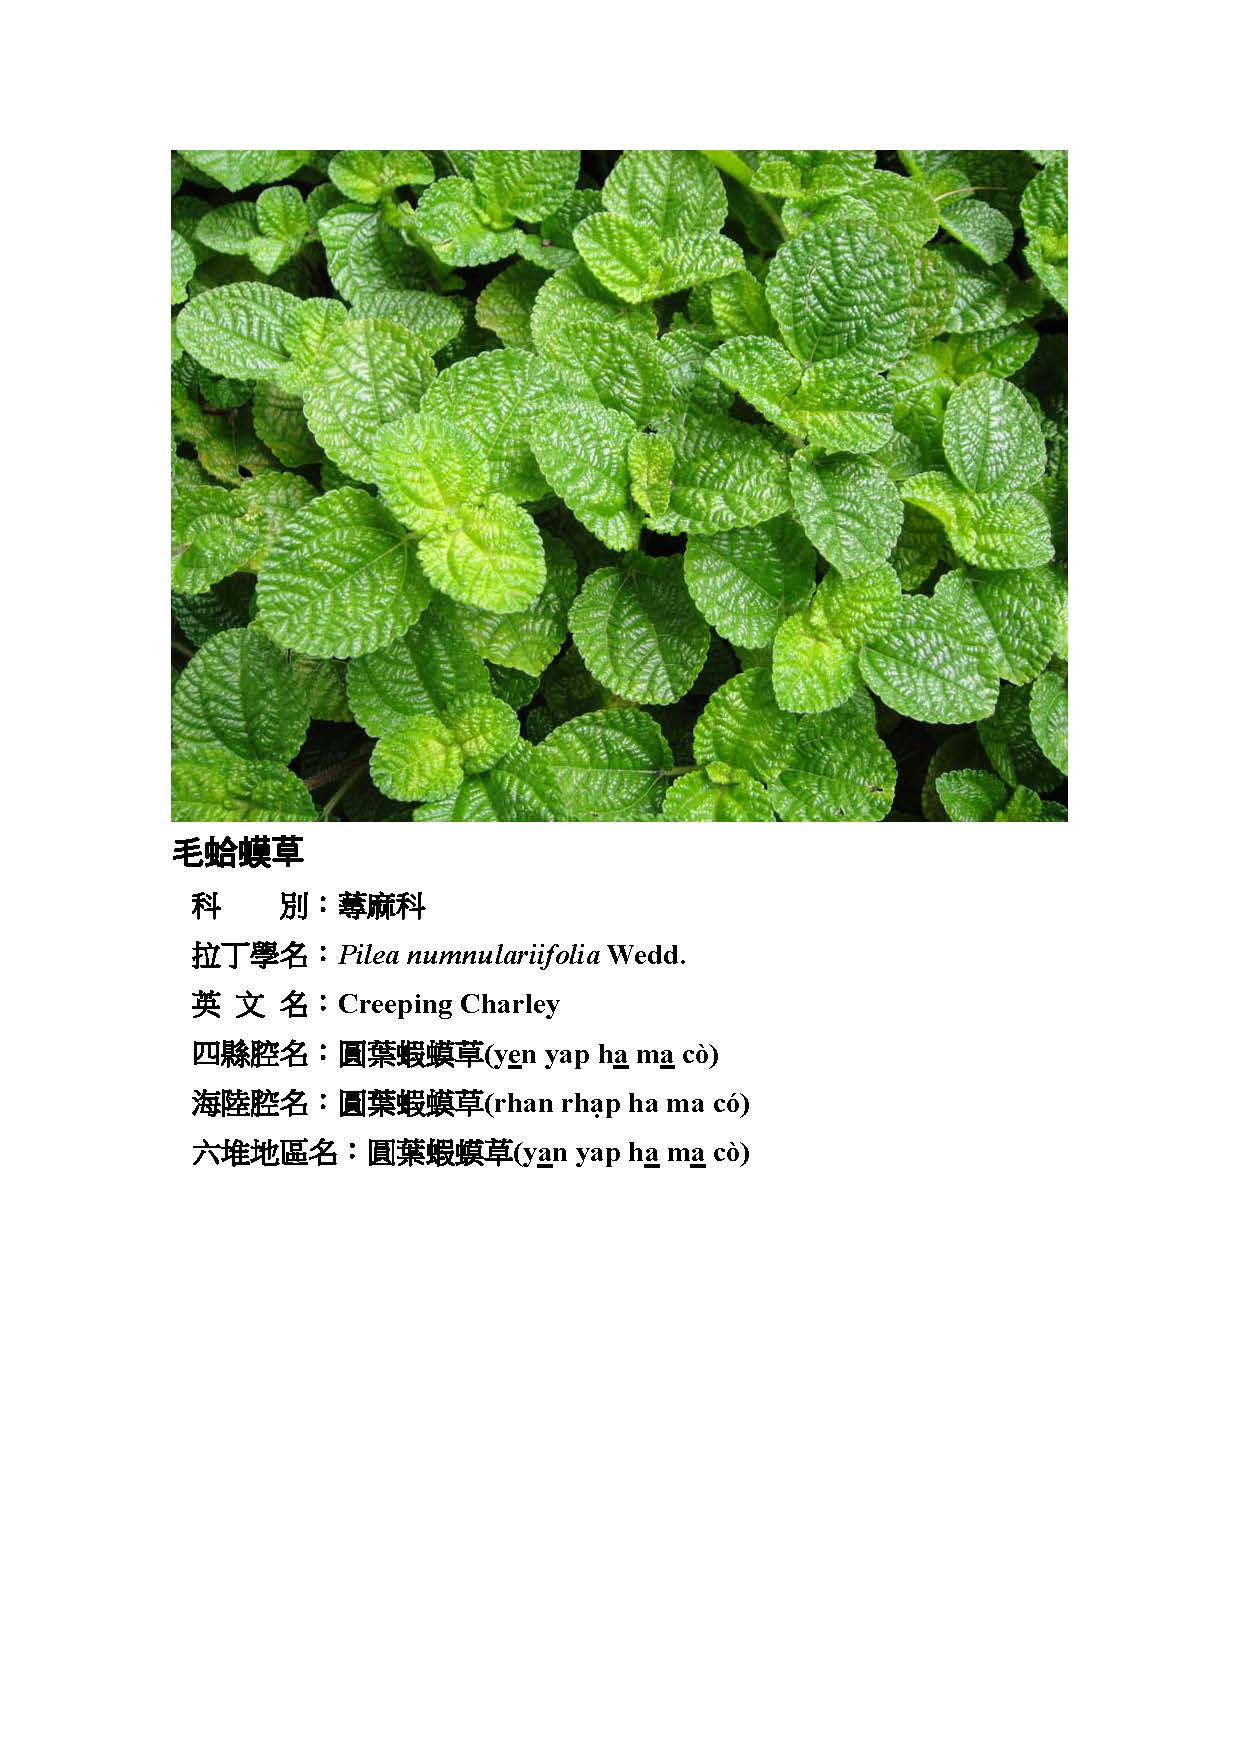 毛蛤蟆草
科　　別：蕁麻科
拉丁學名：Pilea numnulariifolia Wedd.
英 文 名：Creeping Charley
四縣腔名：圓葉蝦蟆草(ye̲n yap ha̲ ma̲ cò)
海陸腔名：圓葉蝦蟆草(rhan rhạp ha ma có)
六堆地區名：圓葉蝦蟆草(ya̲n yap ha̲ ma̲ cò)